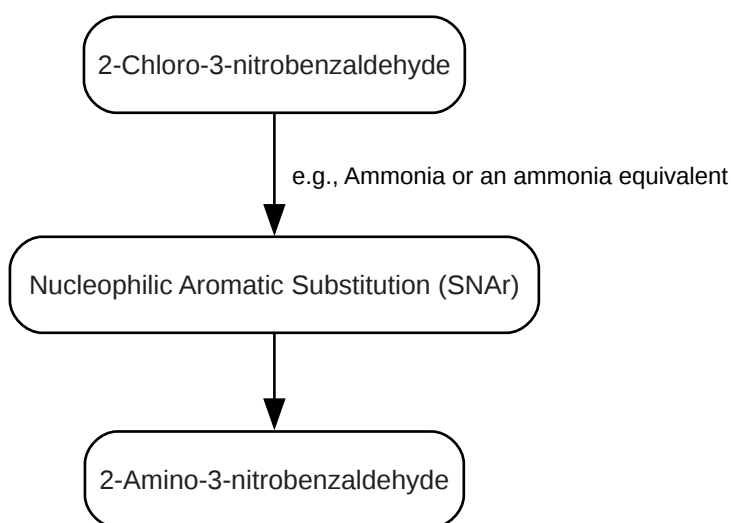 2-Chloro-3-nitrobenzaldehyde
e.g., Ammonia or an ammonia equivalent
Nucleophilic Aromatic Substitution (SNAr)
2-Amino-3-nitrobenzaldehyde